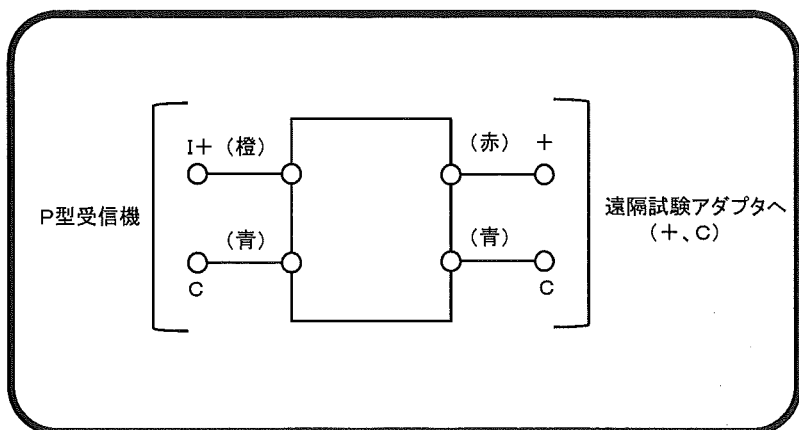 P型受信機
I+ (橙)
C
(青)
(赤) +
(青)
C
遠隔試験アダプタへ
(+、C)